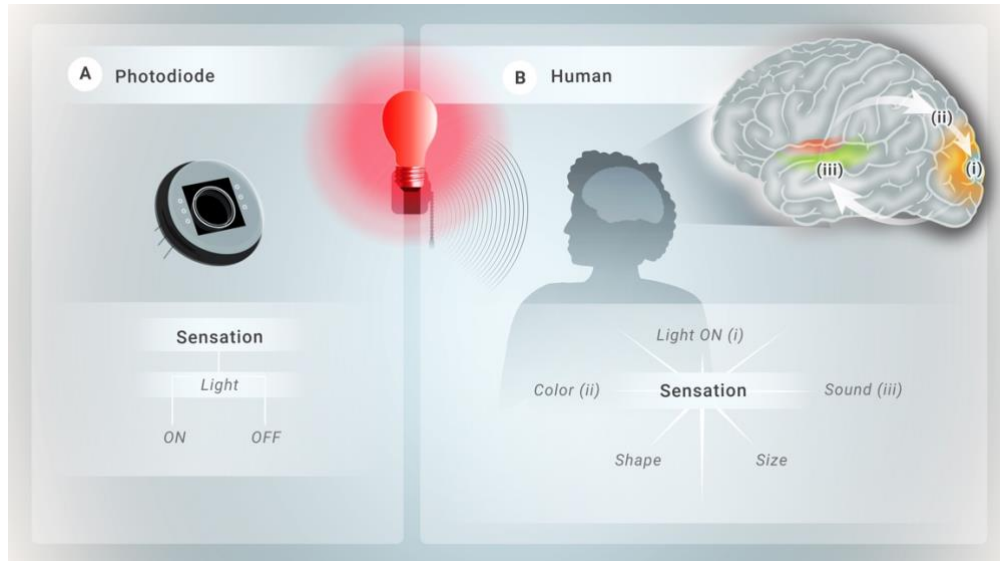 A Photodiode
Sensation
Light
ON OFF
B Human
(ii)
(i)
(iii)
Light ON (i)
Color (ii) Sensation Sound (iii)
Shape Size